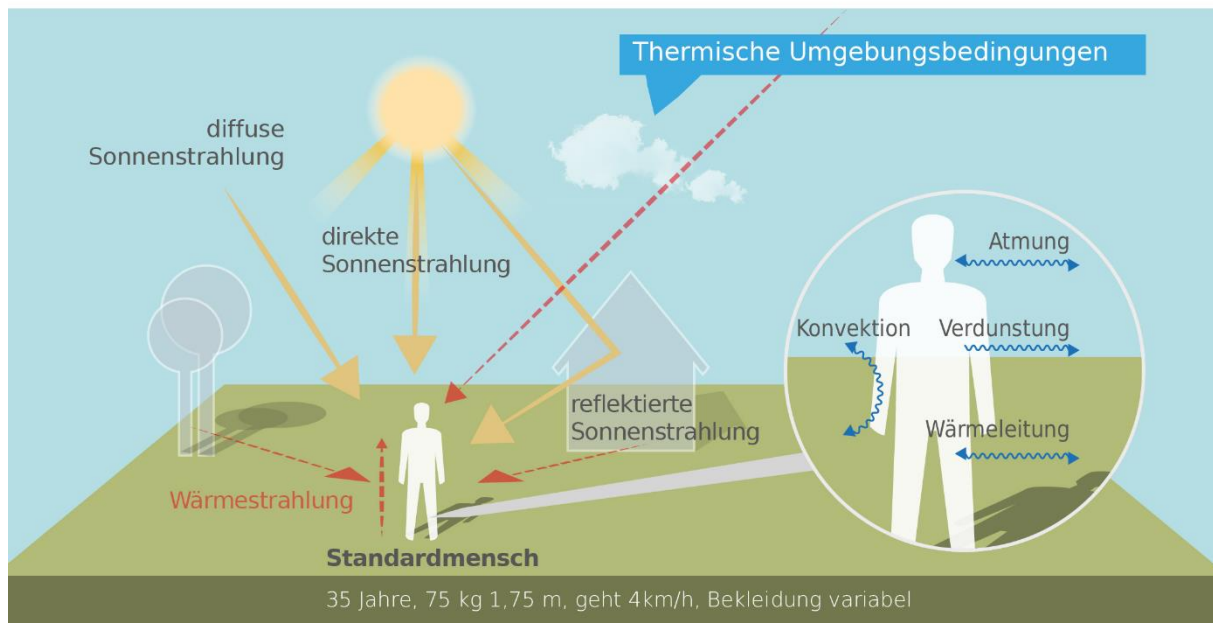 Thermische Umgebungsbedingungen
diffuse
Sonnenstrahlung
direkte
Sonnenstrahlung
Atmung
Konvektion
Verdunstung
reflektierte
Sonnenstrahlung
Wärmeleitung
Wärmestrahlung
Standardmensch
35 Jahre, 75 kg 1,75 m, geht 4km/h, Bekleidung variabel